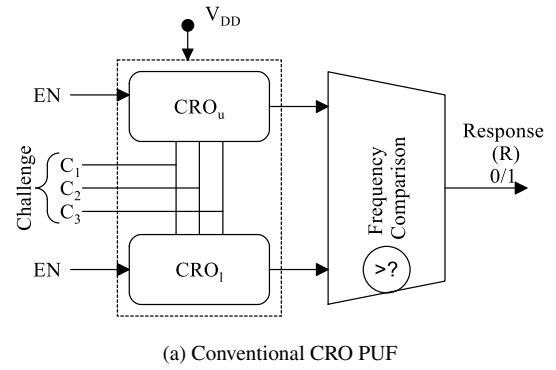 V_DD
EN
CRO_u
Challenge
C_1
C_2
C_3
EN
CRO_l
Frequency
Comparison
>?
Response
(R)
0/1
(a) Conventional CRO PUF